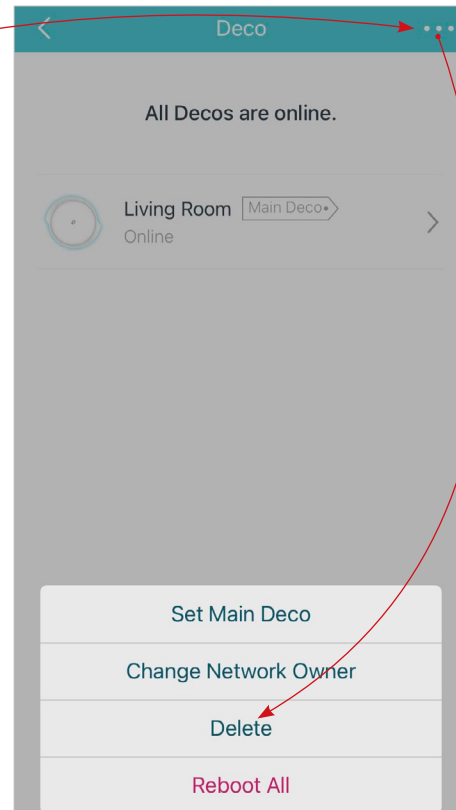 Deco
All Decos are online.
Living Room Main Deco
Online
Set Main Deco
Change Network Owner
Delete
Reboot All